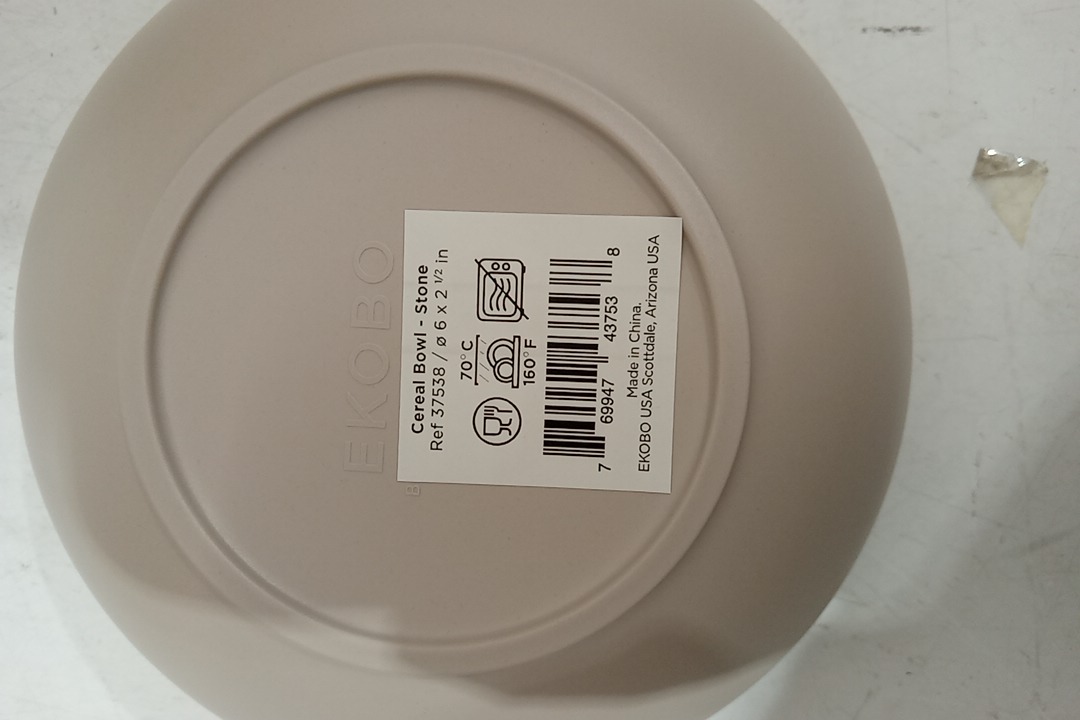 EKOBO
B
Cereal Bowl - Stone
Ref 37538 / ø 6 x 2 1/2 in
70°C
160°F
7 69947 43753 8
Made in China.
EKOBO USA Scottdale, Arizona USA